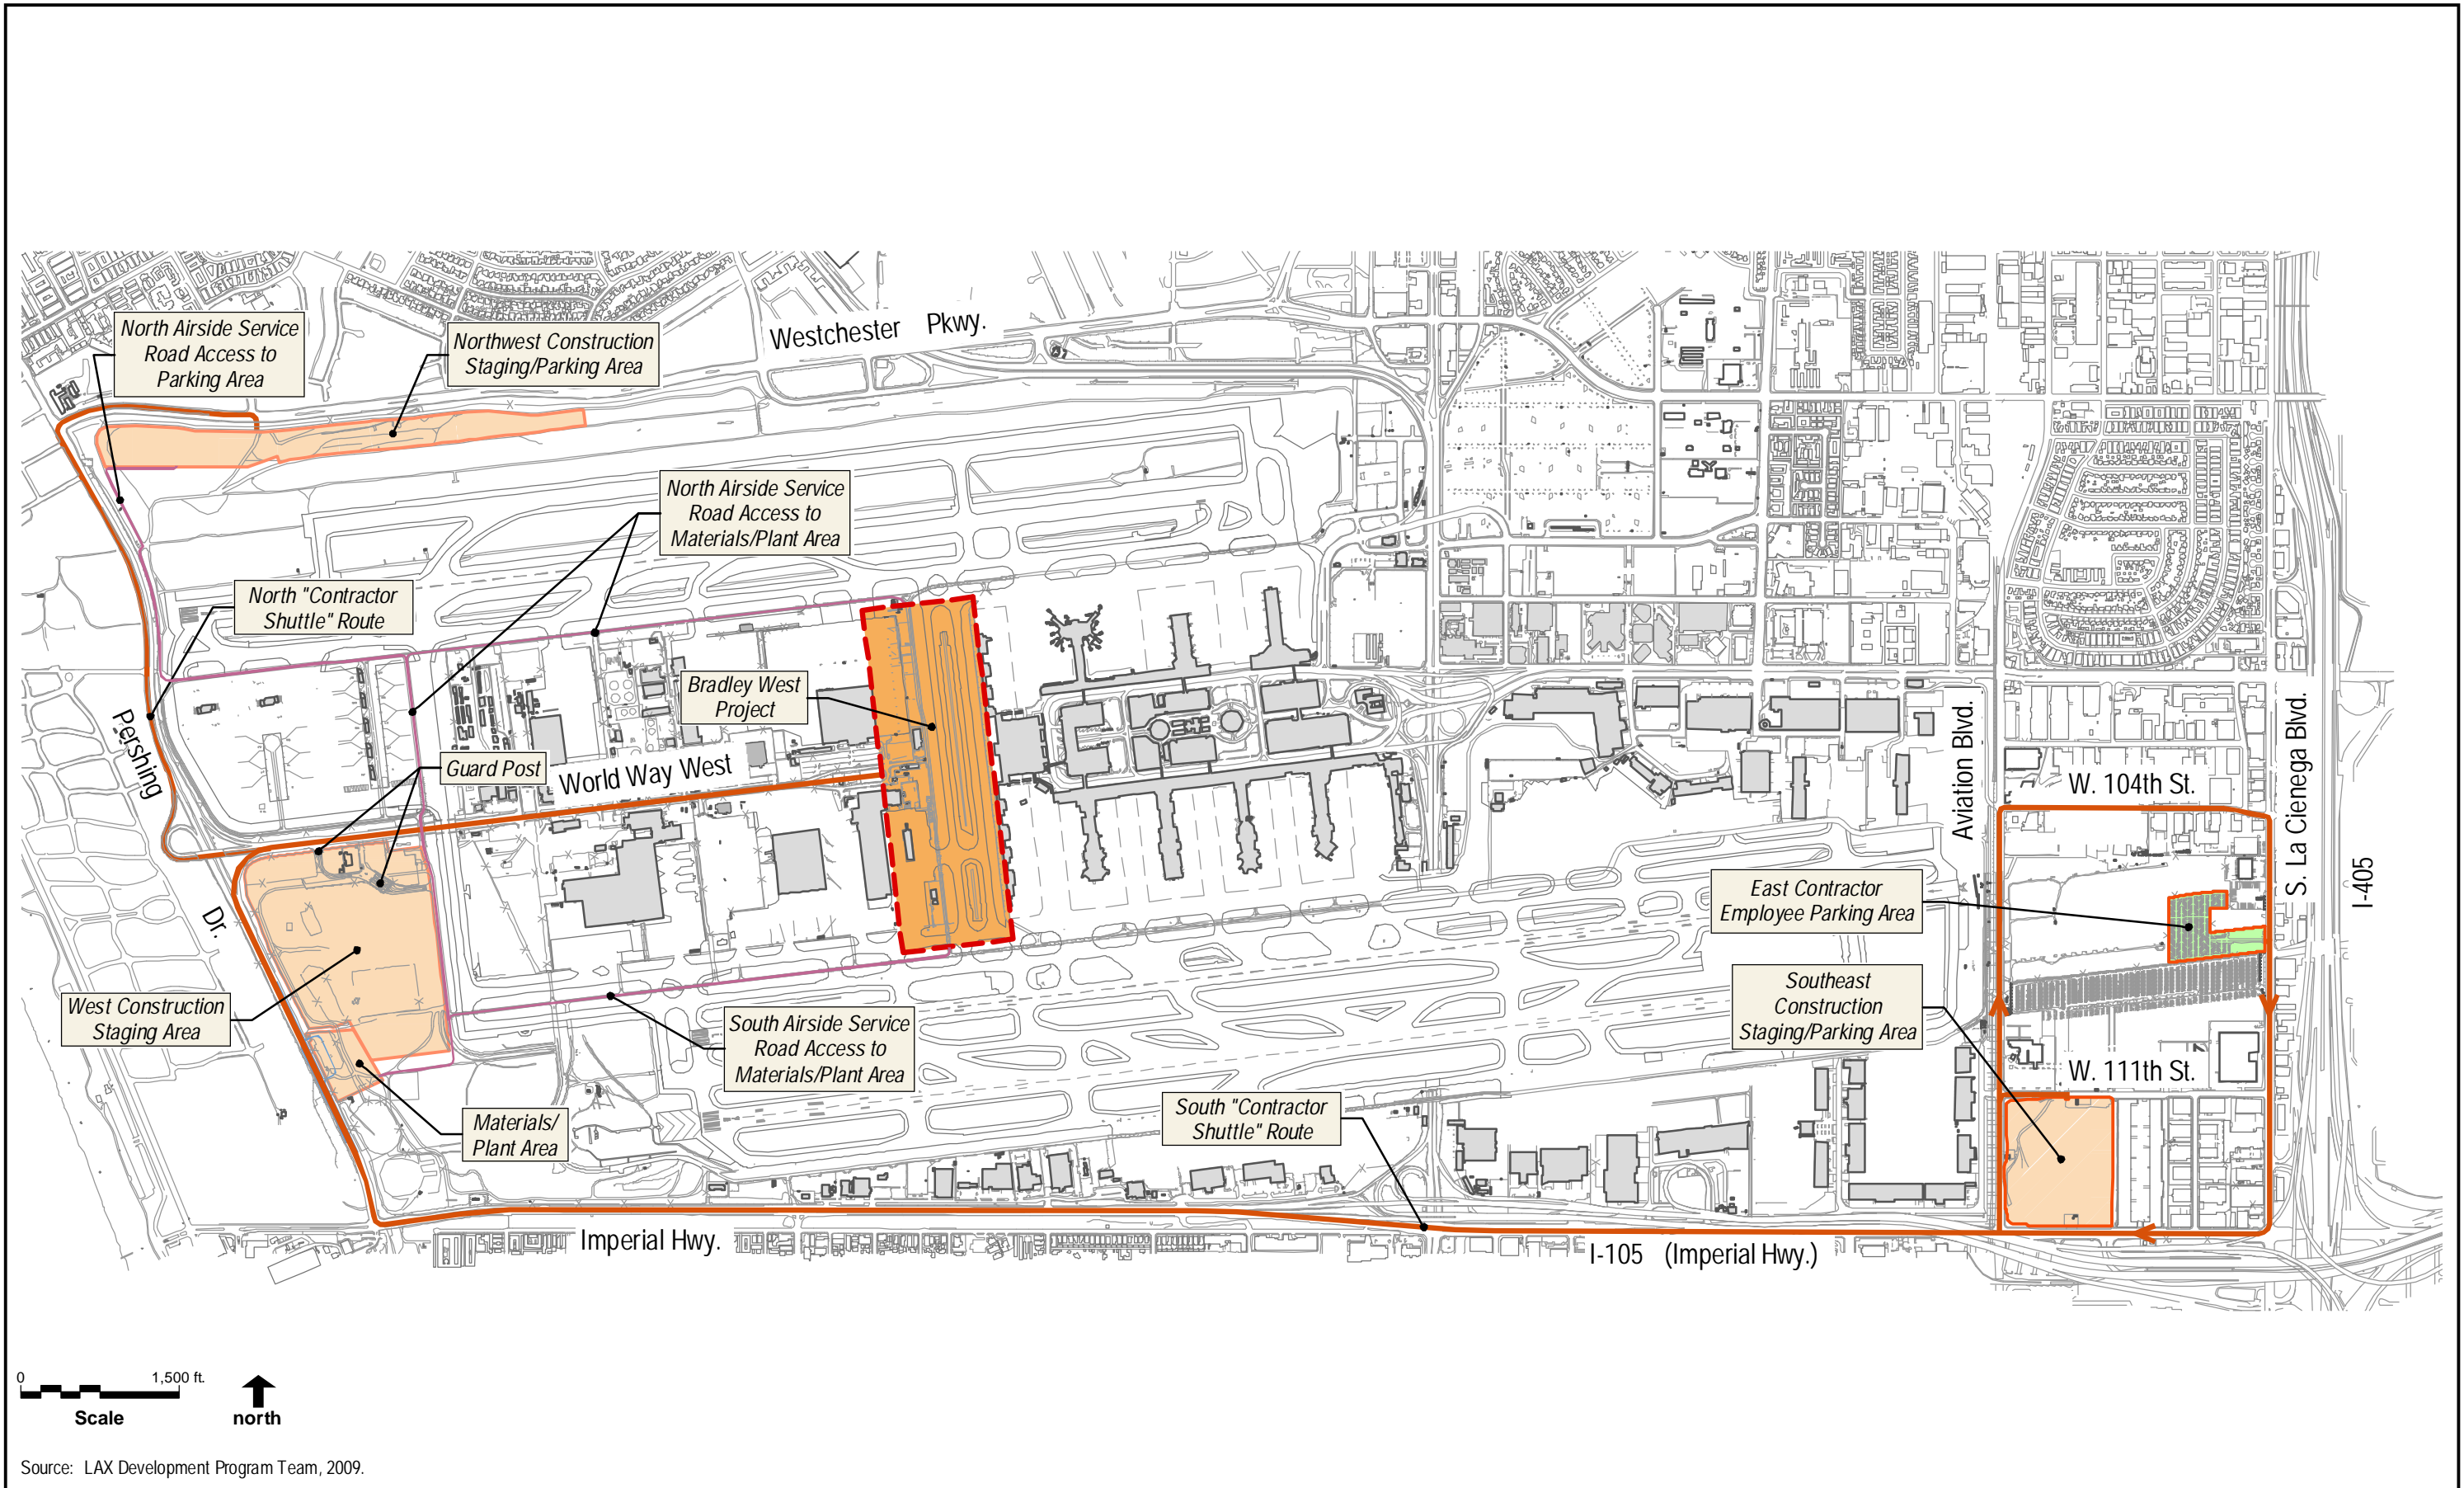 North Airside Service
Road Access to
Parking Area
Northwest Construction
Staging/Parking Area
Westchester Pkwy.
North Airside Service
Road Access to
Materials/Plant Area
North "Contractor
Shuttle" Route
Bradley West
Project
Pershing
Dr.
Guard Post
World Way West
Aviation Blvd.
W. 104th St.
S. La Cienega Blvd.
I-405
East Contractor
Employee Parking Area
West Construction
Staging Area
Southeast
Construction
Staging/Parking Area
South Airside Service
Road Access to
Materials/Plant Area
W. 111th St.
Materials/
Plant Area
South "Contractor
Shuttle" Route
Imperial Hwy.
I-105 (Imperial Hwy.)
0 1,500 ft.
Scale
north
Source: LAX Development Program Team, 2009.